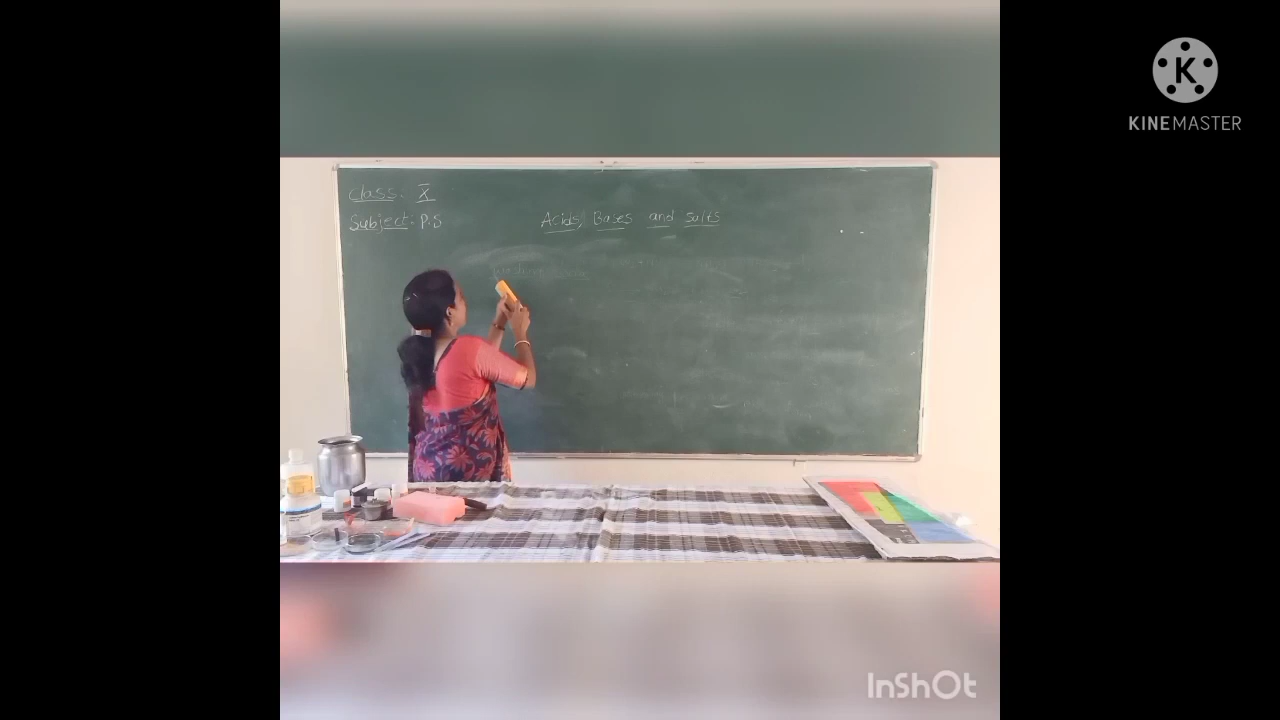 KINEMASTER
Class: X
Subject: P.S
Acids, Bases and salts
InShOt